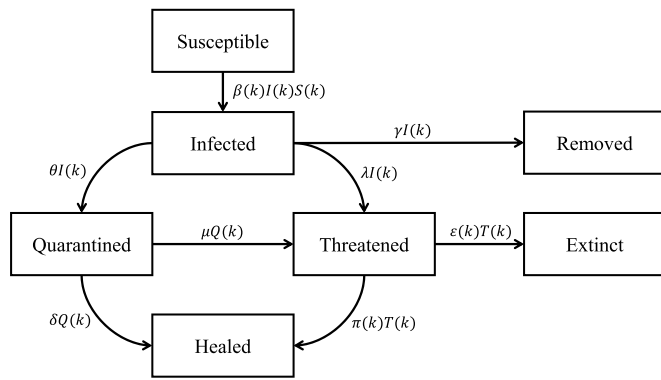 Susceptible
β(k)I(k)S(k)
Infected
γI(k)
Removed
θI(k)
λI(k)
Quarantined
μQ(k)
Threatened
ε(k)T(k)
Extinct
δQ(k)
π(k)T(k)
Healed